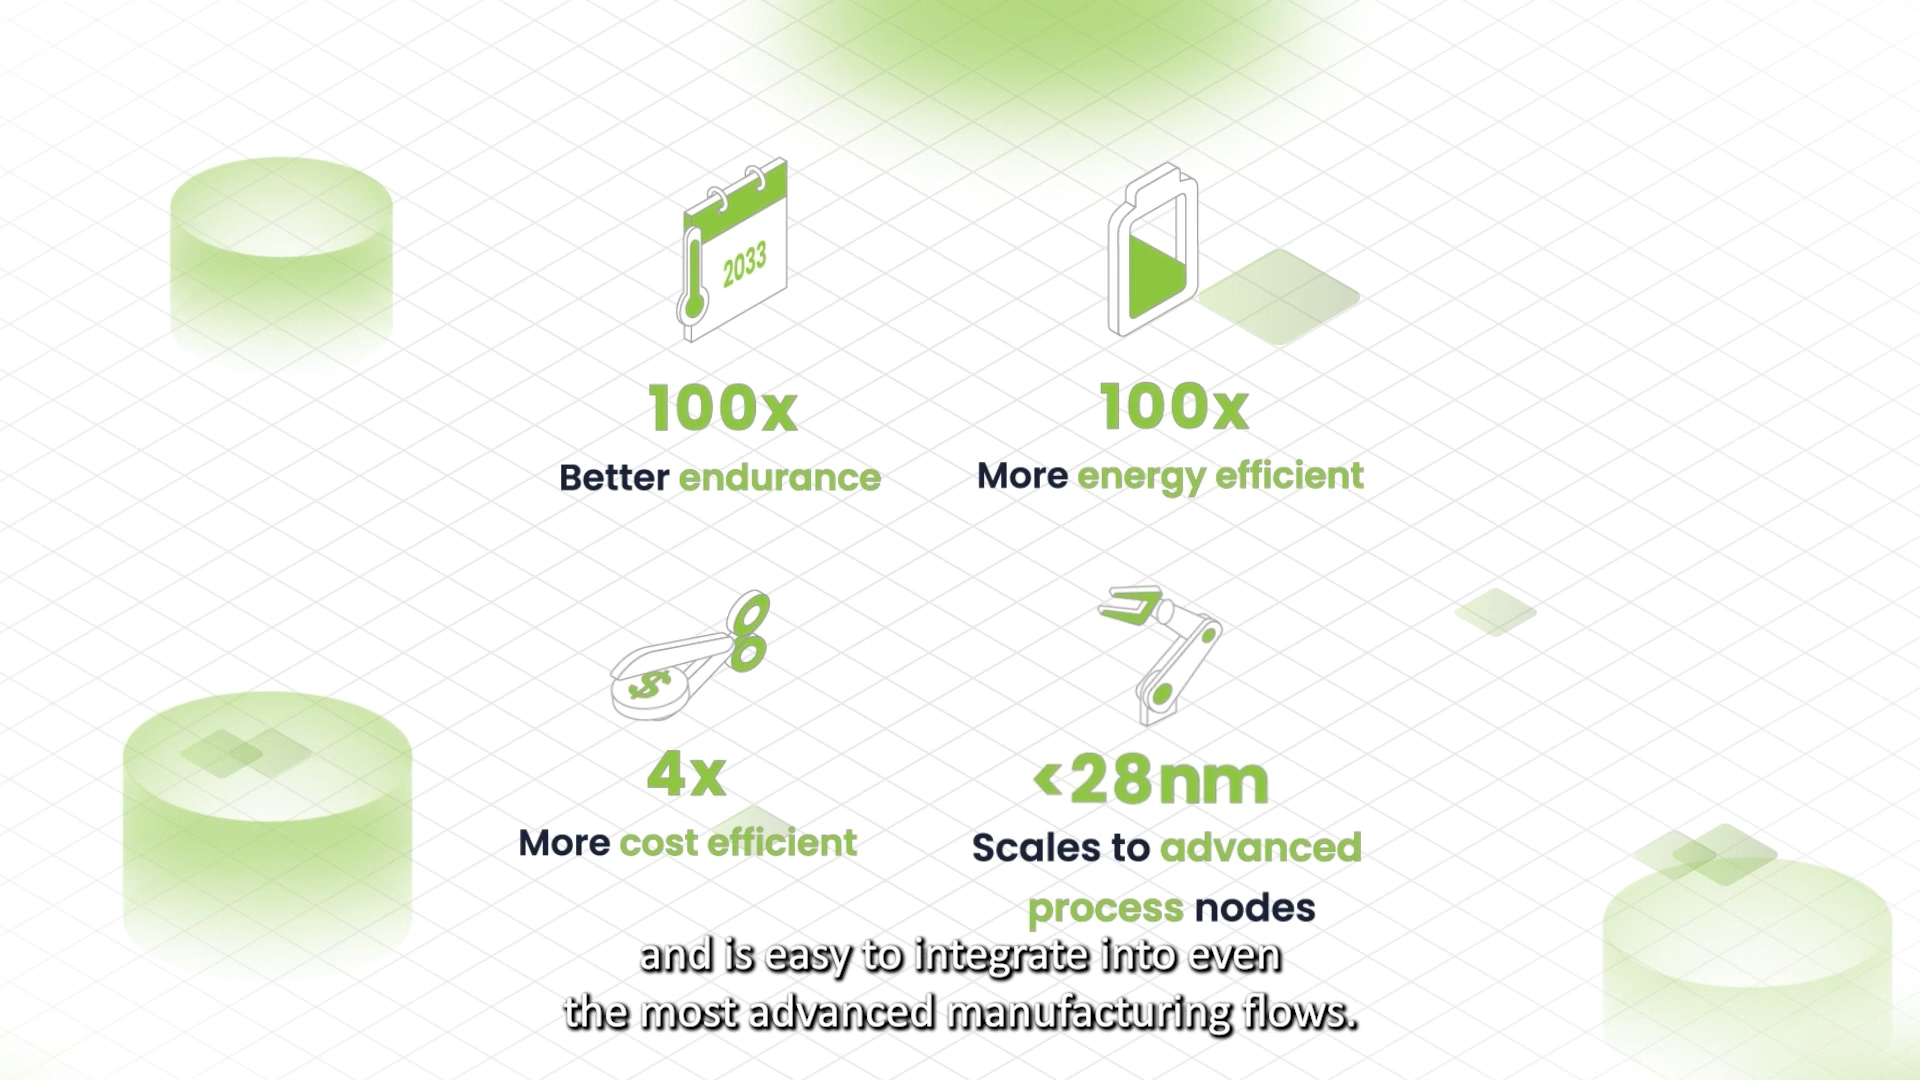 2033
100x
Better endurance
100x
More energy efficient
$
4x
More cost efficient
<28nm
Scales to advanced
process nodes
and is easy to integrate into even
the most advanced manufacturing flows.